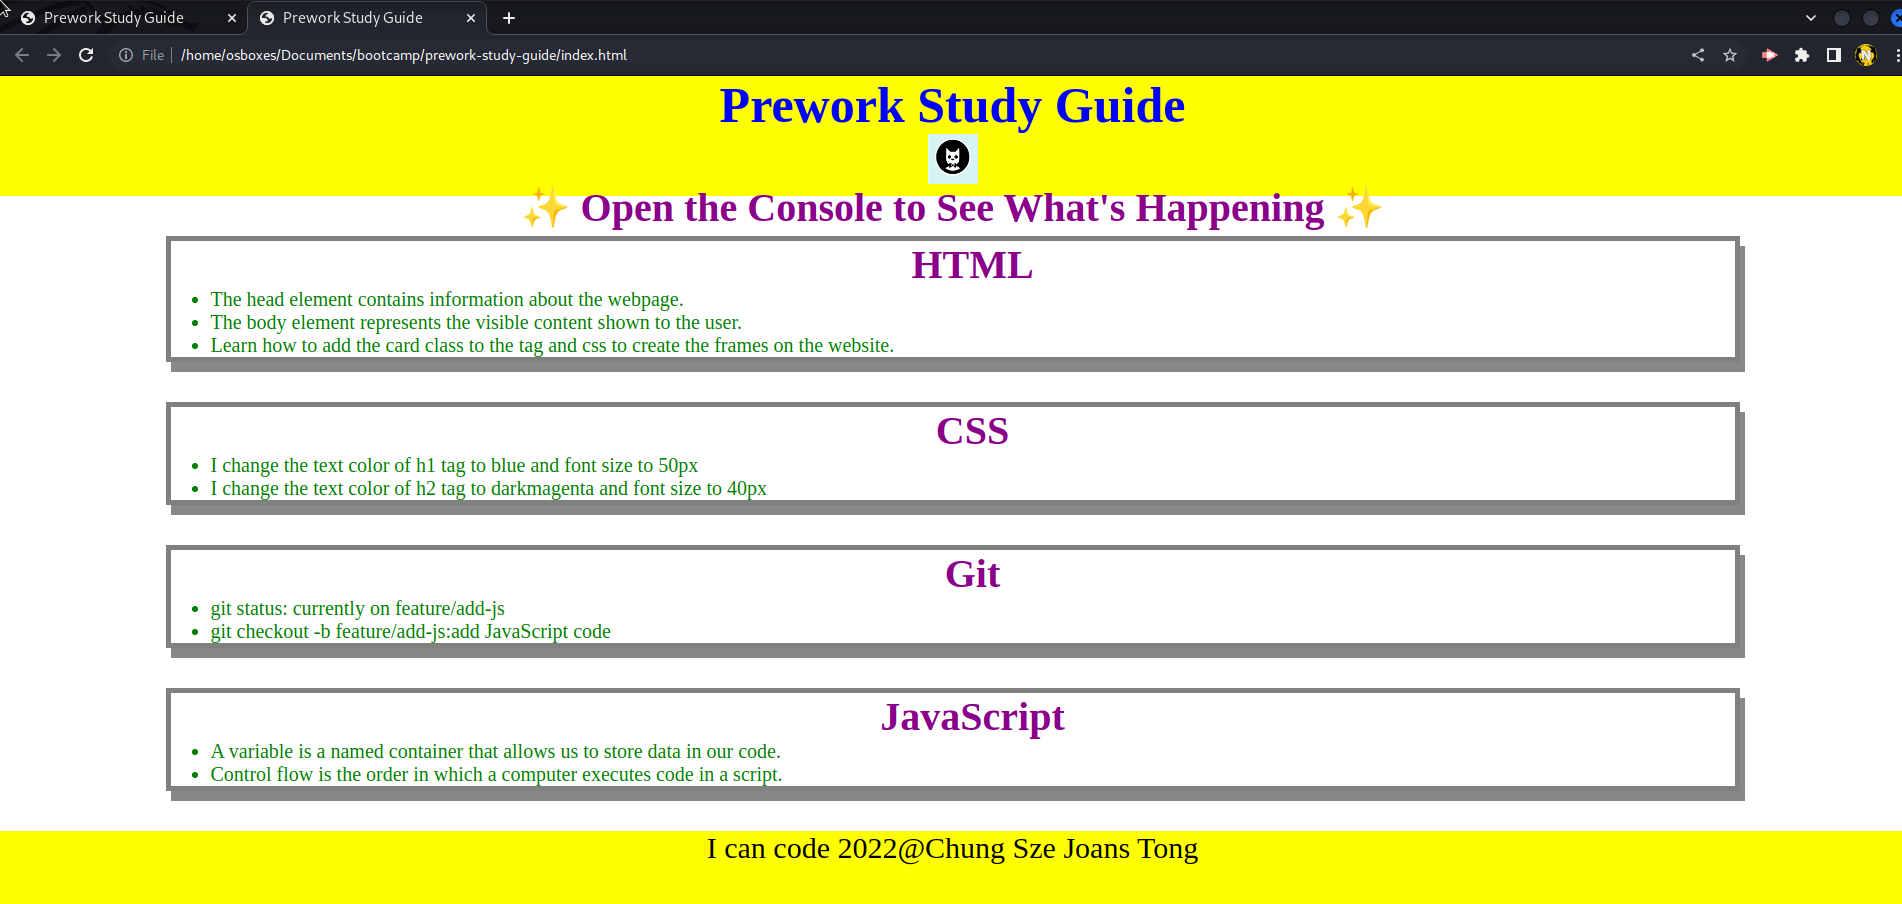 Prework Study Guide
Prework Study Guide
File /home/osboxes/Documents/bootcamp/prework-study-guide/index.html
N
Prework Study Guide
✨ Open the Console to See What's Happening ✨
HTML
• The head element contains information about the webpage.
• The body element represents the visible content shown to the user.
• Learn how to add the card class to the tag and css to create the frames on the website.
CSS
• I change the text color of h1 tag to blue and font size to 50px
• I change the text color of h2 tag to darkmagenta and font size to 40px
Git
• git status: currently on feature/add-js
• git checkout -b feature/add-js:add JavaScript code
JavaScript
• A variable is a named container that allows us to store data in our code.
• Control flow is the order in which a computer executes code in a script.
I can code 2022@Chung Sze Joans Tong